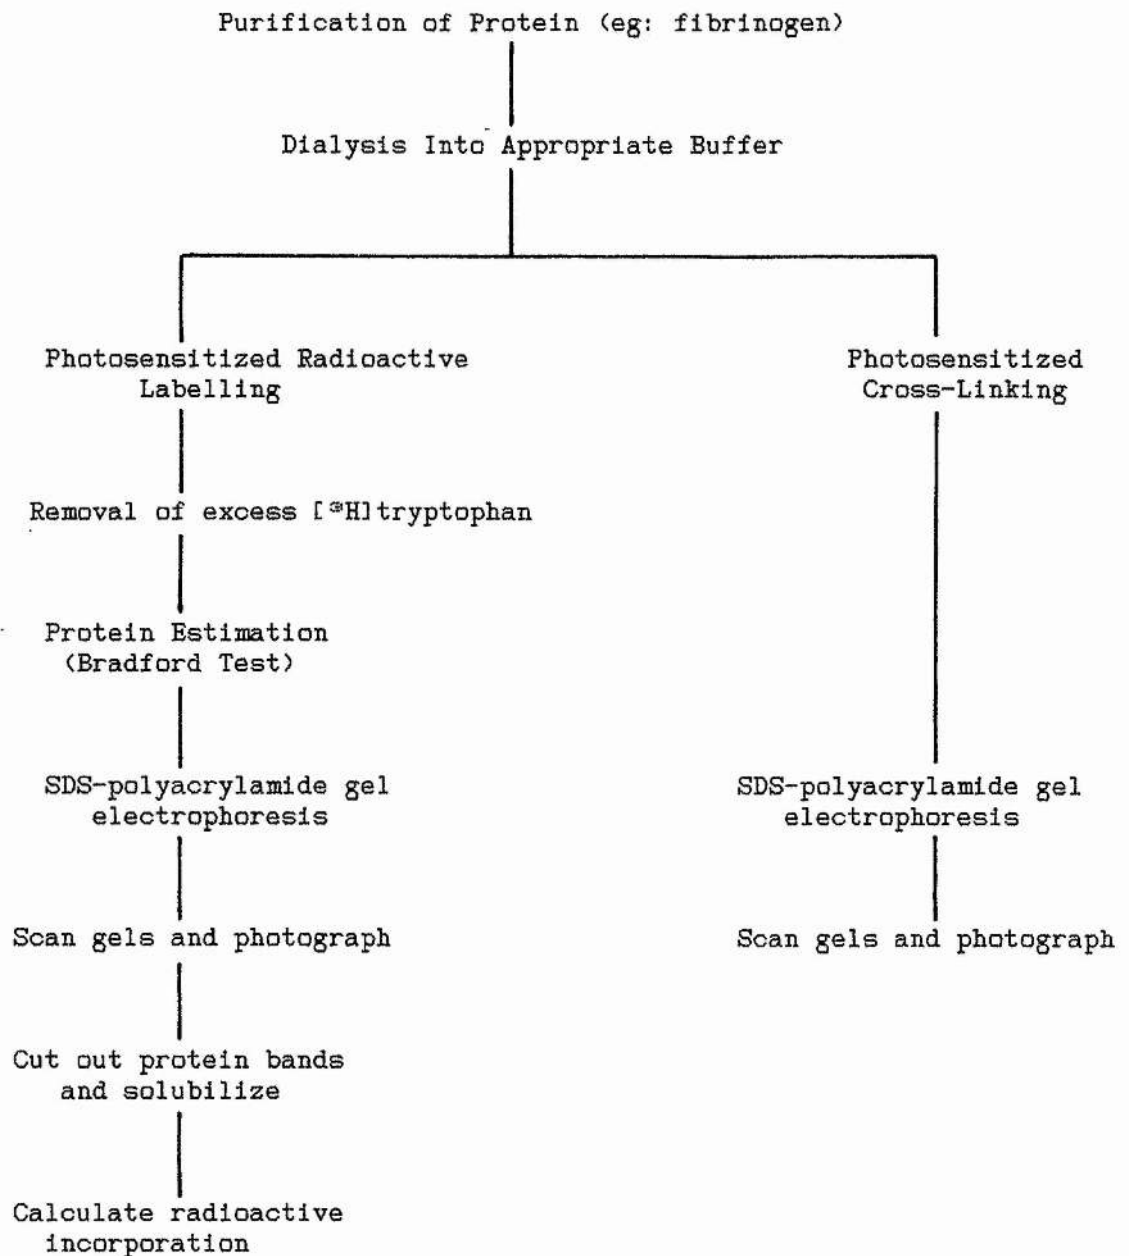 Purification of Protein (eg: fibrinogen)
Dialysis Into Appropriate Buffer
Photosensitized Radioactive
Labelling
Photosensitized
Cross-Linking
Removal of excess [³H]tryptophan
Protein Estimation
(Bradford Test)
SDS-polyacrylamide gel
electrophoresis
SDS-polyacrylamide gel
electrophoresis
Scan gels and photograph
Scan gels and photograph
Cut out protein bands
and solubilize
Calculate radioactive
incorporation